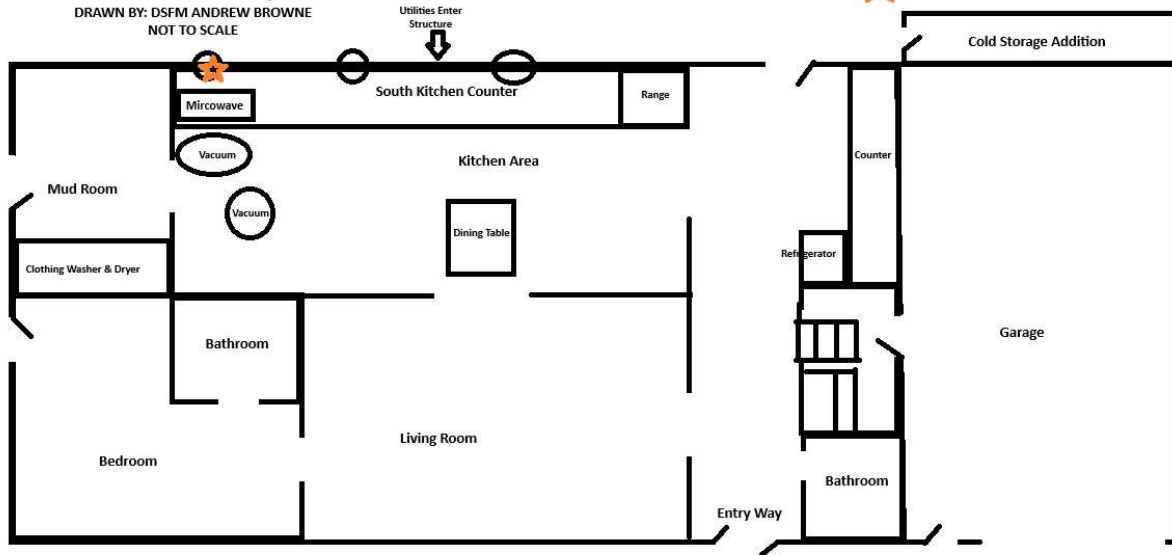 DRAWN BY: DSFM ANDREW BROWNE
NOT TO SCALE
Utilities Enter
Structure
Cold Storage Addition
South Kitchen Counter
Range
Mircowave
Vacuum
Kitchen Area
Counter
Mud Room
Vacuum
Dining Table
Refrigerator
Clothing Washer & Dryer
Bathroom
Garage
Living Room
Bedroom
Bathroom
Entry Way